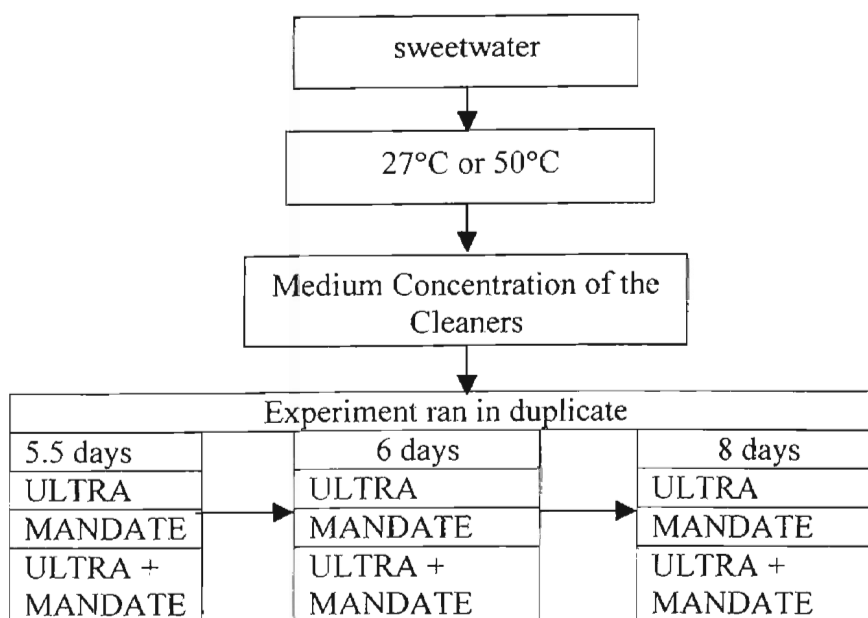 sweetwater
27°C or 50°C
Medium Concentration of the
Cleaners
Experiment ran in duplicate
5.5 days
6 days
8 days
ULTRA
ULTRA
ULTRA
MANDATE
MANDATE
MANDATE
ULTRA +
MANDATE
ULTRA +
MANDATE
ULTRA +
MANDATE